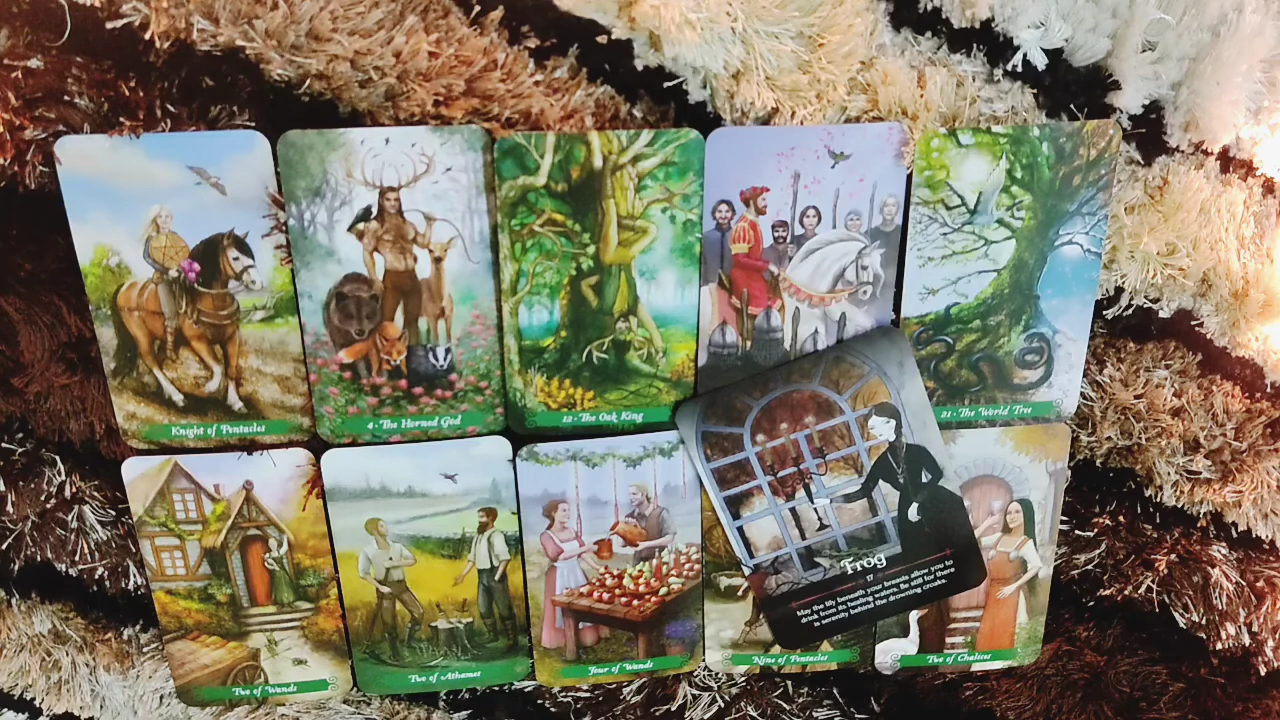 Knight of Pentacles
4 · The Horned God
12 · The Oak King
21 · The World Tree
Two of Wands
Two of Athames
Four of Wands
Nine of Pentacles
Two of Chalices
Frog
17
May the lily beneath your breasts allow you to
drink from its healing waters. Be still for there
is serenity behind the drowning croaks.